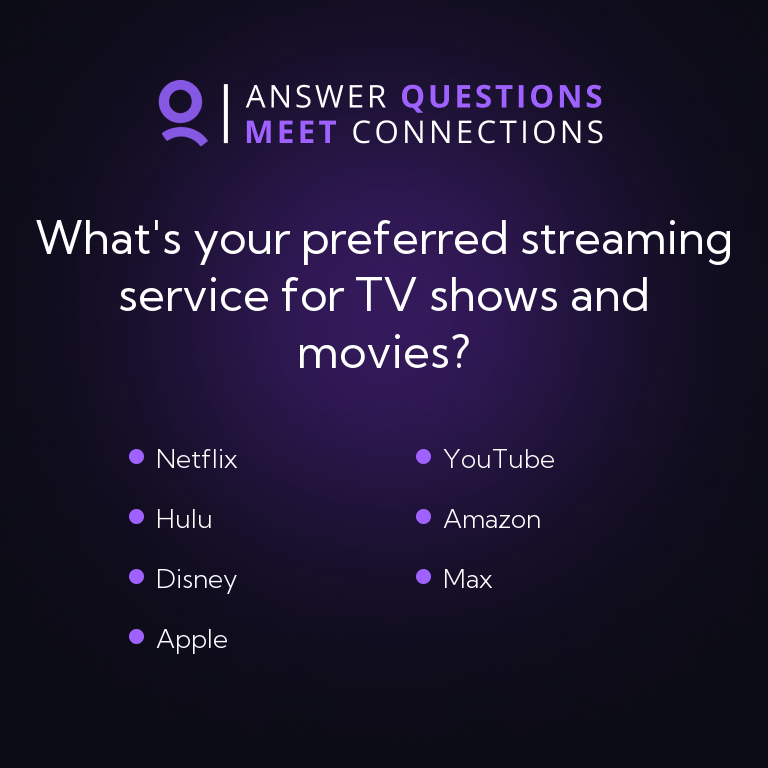 ANSWER QUESTIONS
MEET CONNECTIONS
What's your preferred streaming
service for TV shows and
movies?
Netflix
Hulu
Disney
Apple
YouTube
Amazon
Max